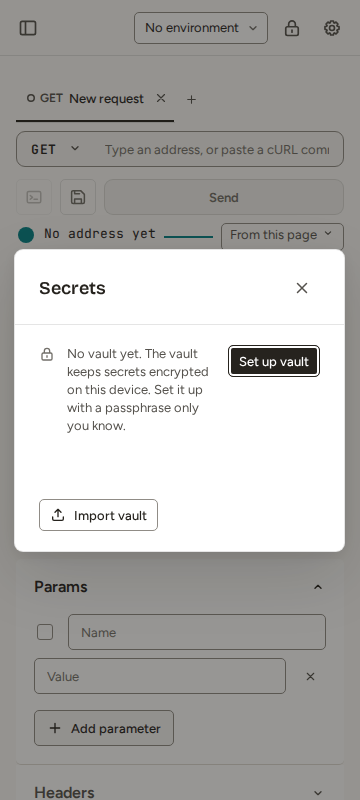 No environment
GET New request
GET Type an address, or paste a cURL comm
Send
No address yet From this page
Secrets
No vault yet. The vault
keeps secrets encrypted
on this device. Set it up
with a passphrase only
you know.
Set up vault
Import vault
Params
Name
Value
Add parameter
Headers